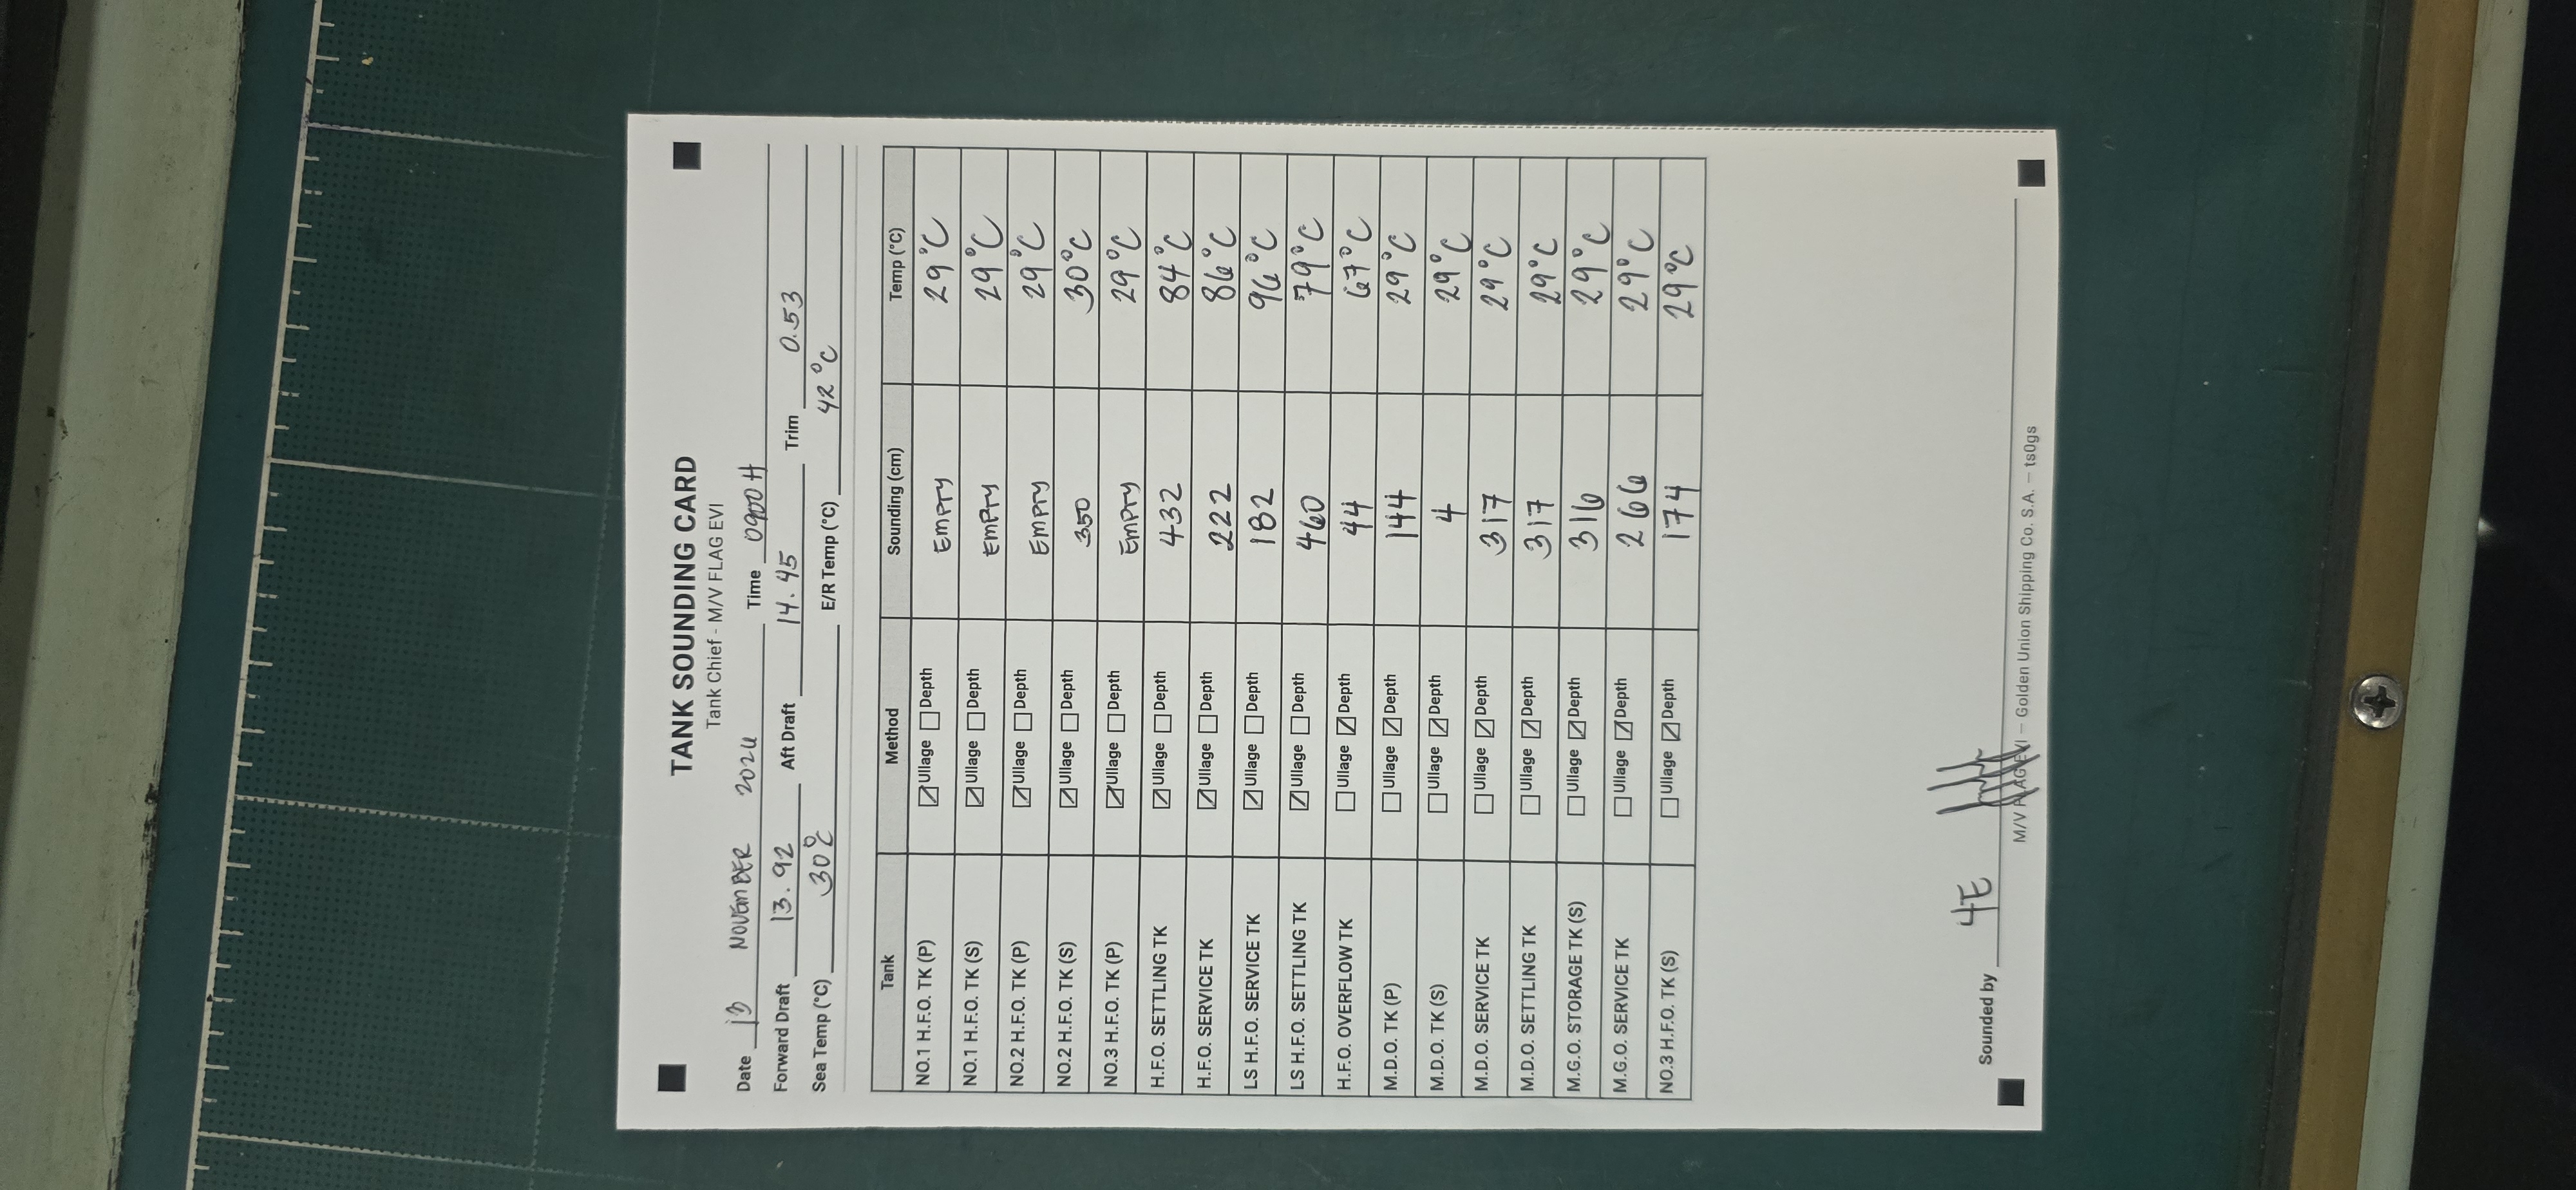 TANK SOUNDING CARD
Tank Chief - M/V FLAG EVI
Date 13 NOVEMBER 2026 Time 0900 H
Forward Draft 13.92 Aft Draft 14.45 Trim 0.53
Sea Temp (°C) 30°C E/R Temp (°C) 42°C
Tank Method Sounding (cm) Temp (°C)
NO.1 H.F.O. TK (P) Ullage Depth EMPTY 29°C
NO.1 H.F.O. TK (S) Ullage Depth EMPTY 29°C
NO.2 H.F.O. TK (P) Ullage Depth EMPTY 29°C
NO.2 H.F.O. TK (S) Ullage Depth 350 30°C
NO.3 H.F.O. TK (P) Ullage Depth EMPTY 29°C
H.F.O. SETTLING TK Ullage Depth 432 84°C
H.F.O. SERVICE TK Ullage Depth 222 86°C
LS H.F.O. SERVICE TK Ullage Depth 182 96°C
LS H.F.O. SETTLING TK Ullage Depth 460 79°C
H.F.O. OVERFLOW TK Ullage Depth 44 67°C
M.D.O. TK (P) Ullage Depth 144 29°C
M.D.O. TK (S) Ullage Depth 4 29°C
M.D.O. SERVICE TK Ullage Depth 317 29°C
M.D.O. SETTLING TK Ullage Depth 317 29°C
M.G.O. STORAGE TK (S) Ullage Depth 316 29°C
M.G.O. SERVICE TK Ullage Depth 266 29°C
NO.3 H.F.O. TK (S) Ullage Depth 174 29°C
Sounded by 4E
M/V FLAG EVI — Golden Union Shipping Co. S.A. — ts0gs